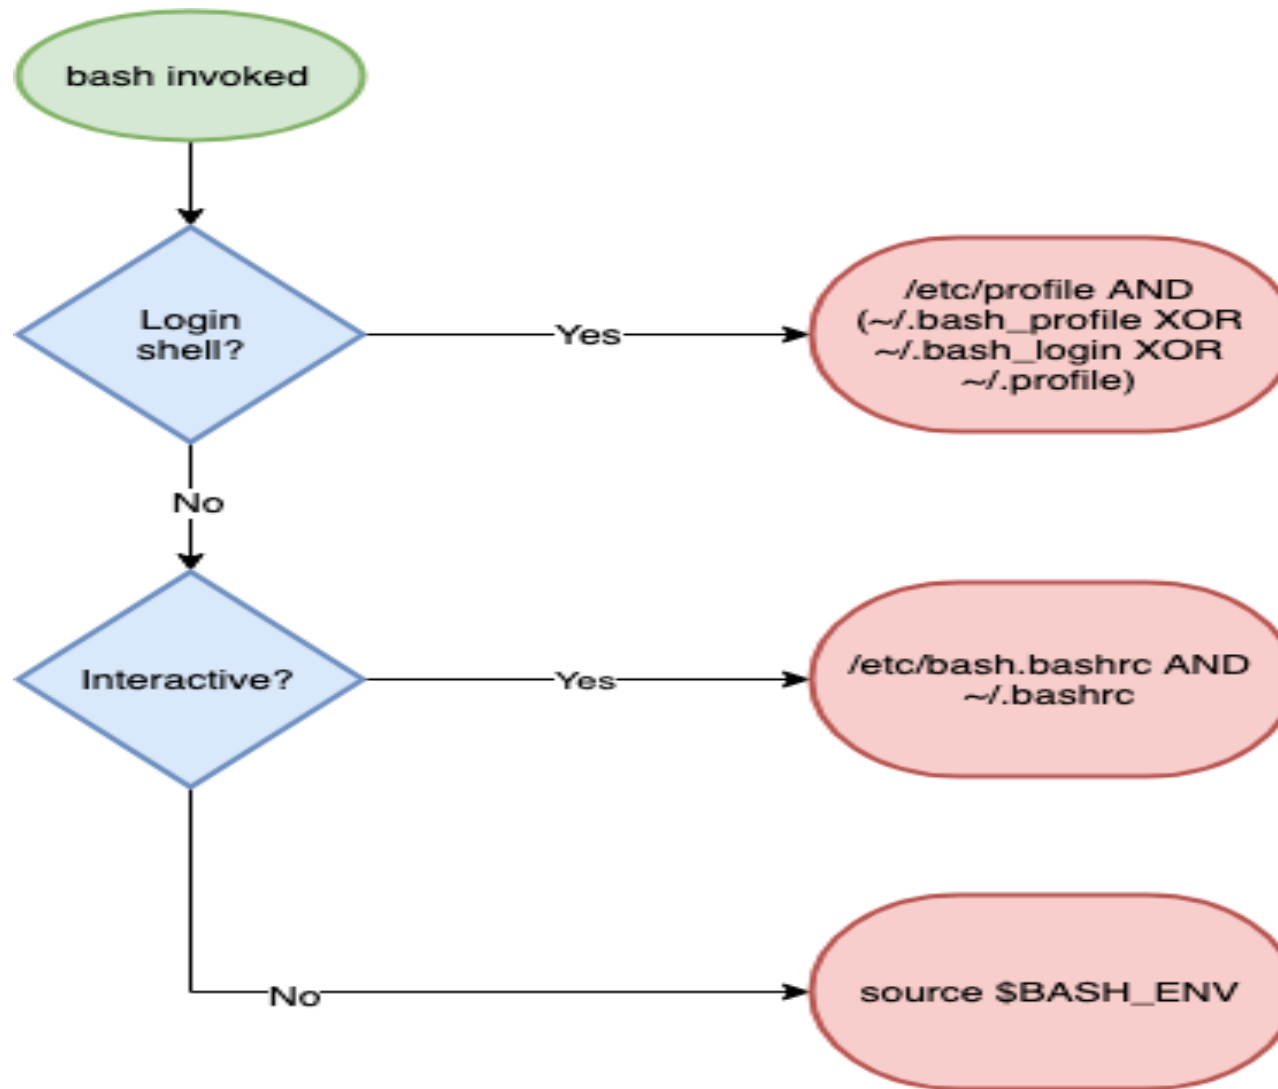 bash invoked
Login
shell?
Yes
/etc/profile AND
(~/.bash_profile XOR
~/.bash_login XOR
~/.profile)
No
Interactive?
Yes
/etc/bash.bashrc AND
~/.bashrc
No
source $BASH_ENV